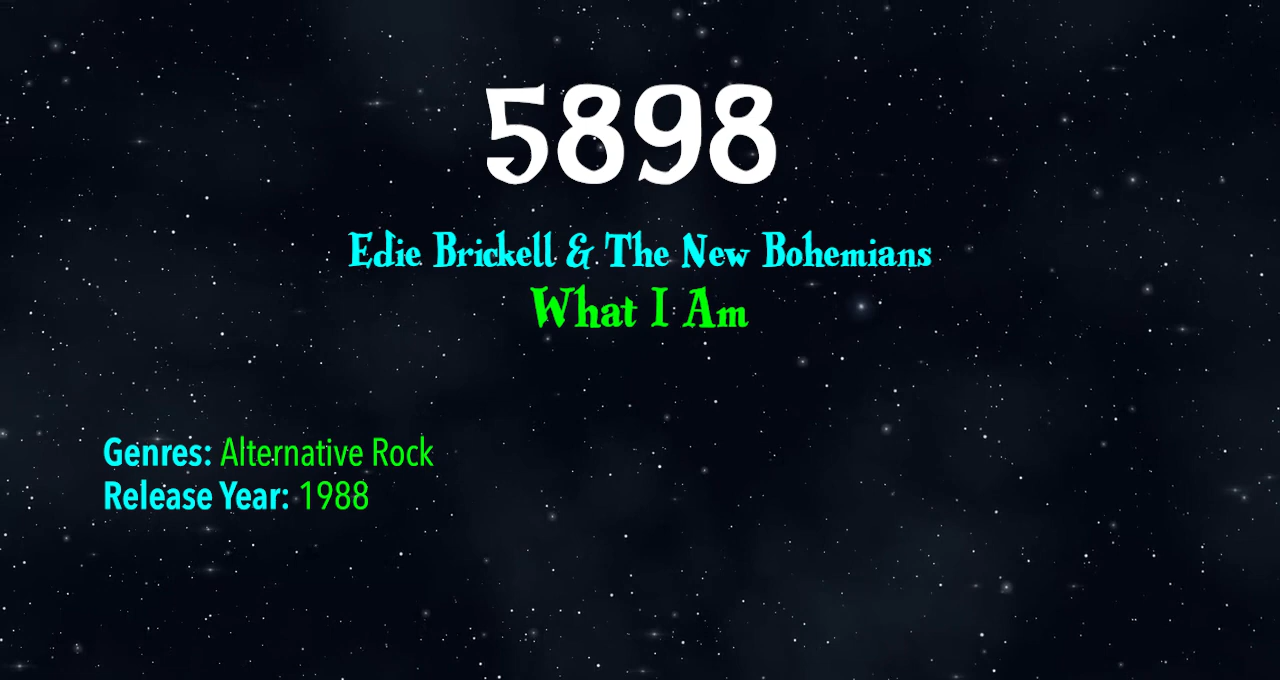 5898
Edie Brickell & The New Bohemians
What I Am
Genres: Alternative Rock
Release Year: 1988